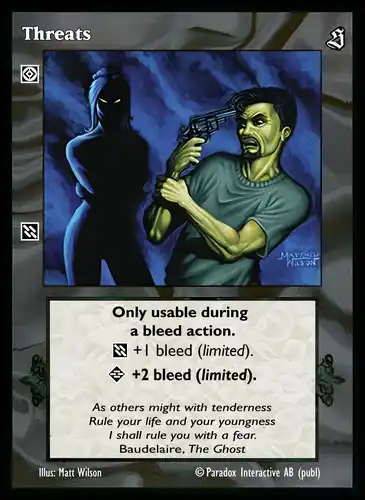 Threats
MATTHEW
WILSON
Only usable during
a bleed action.
+1 bleed (limited).
+2 bleed (limited).
As others might with tenderness
Rule your life and your youngness
I shall rule you with a fear.
Baudelaire, The Ghost
Illus: Matt Wilson
© Paradox Interactive AB (publ)